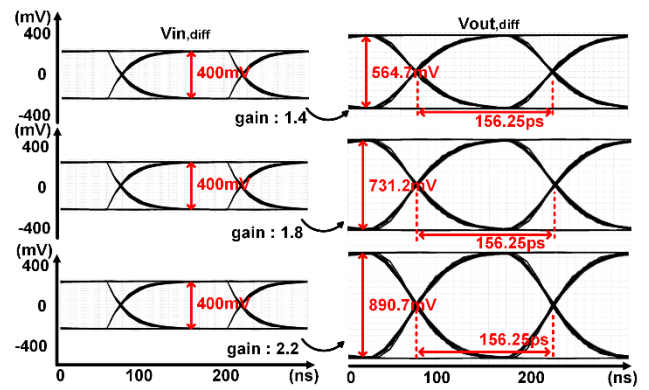 (mV)
400
0
-400
Vin,diff
400mV
gain : 1.4
Vout,diff
564.7mV
156.25ps
(mV)
400
0
-400
400mV
gain : 1.8
731.2mV
156.25ps
(mV)
400
0
-400
400mV
gain : 2.2
890.7mV
156.25ps
0 100 200 (ns)
0 100 200 (ns)